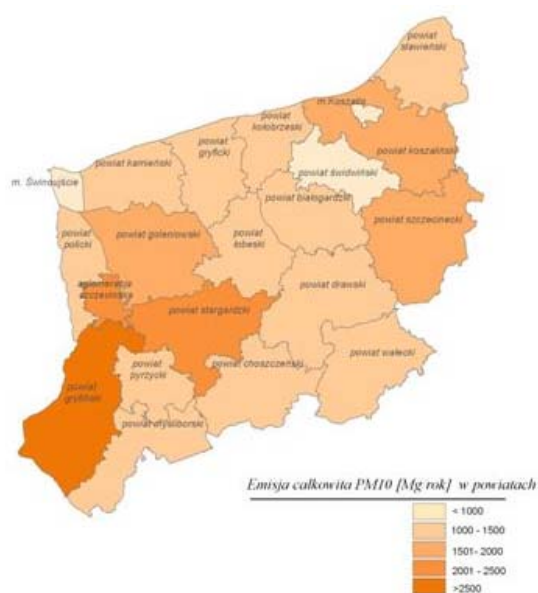 powiat
sławieński
m.Koszalin
powiat
kołobrzeski
powiat
gryficki
powiat koszaliński
powiat kamieński
powiat świdwiński
m. Świnoujście
powiat białogardzki
powiat
policki
powiat goleniowski
powiat
łobeski
powiat szczecinecki
aglomeracja
szczecińska
powiat drawski
powiat stargardzki
powiat choszczeński
powiat wałecki
powiat
pyrzycki
powiat
gryfiński
powiat myśliborski
Emisja całkowita PM10 [Mg rok] w powiatach
< 1000
1000 - 1500
1501- 2000
2001 - 2500
>2500